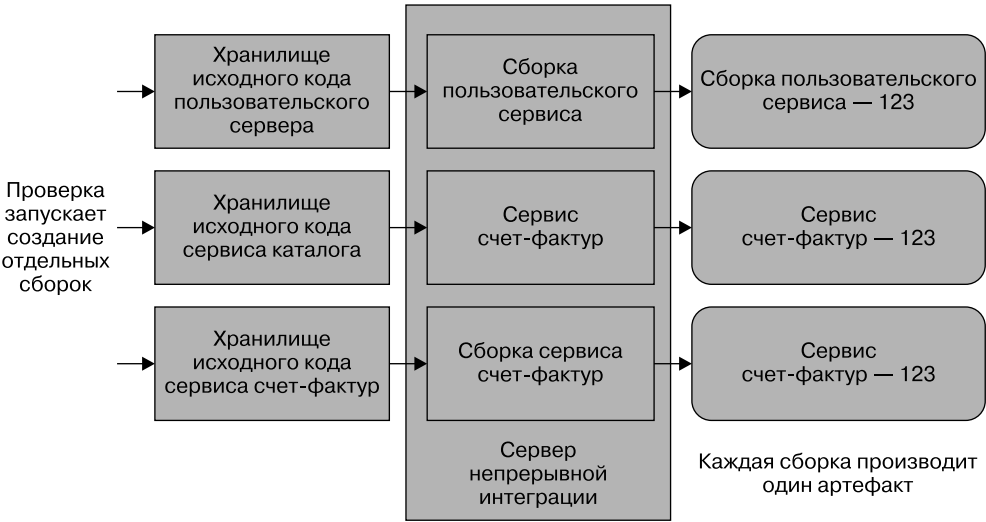 Проверка
запускает
создание
отдельных
сборок
Хранилище
исходного кода
пользовательского
сервера
Сборка
пользовательского
сервиса
Сборка пользовательского
сервиса — 123
Хранилище
исходного кода
сервиса каталога
Сервис
счет-фактур
Сервис
счет-фактур — 123
Хранилище
исходного кода
сервиса счет-фактур
Сборка сервиса
счет-фактур
Сервис
счет-фактур — 123
Сервер
непрерывной
интеграции
Каждая сборка производит
один артефакт